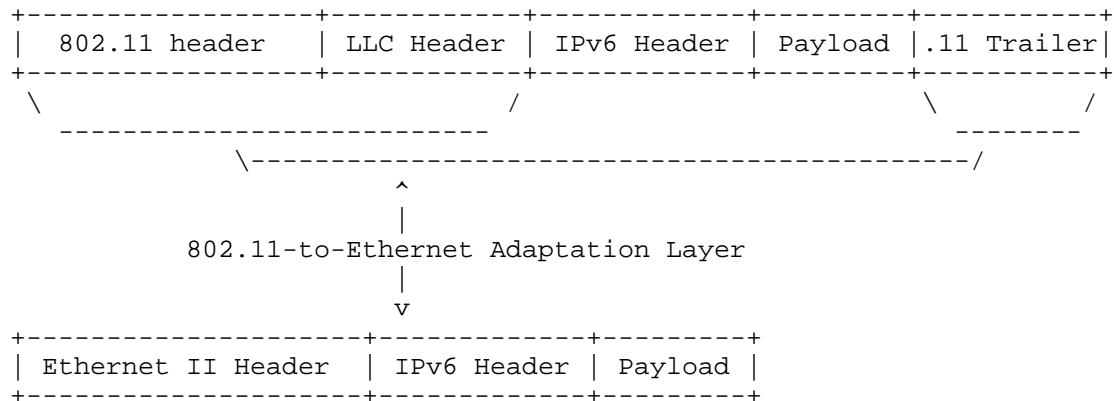 802.11 header | LLC Header | IPv6 Header | Payload |.11 Trailer
802.11-to-Ethernet Adaptation Layer
Ethernet II Header | IPv6 Header | Payload